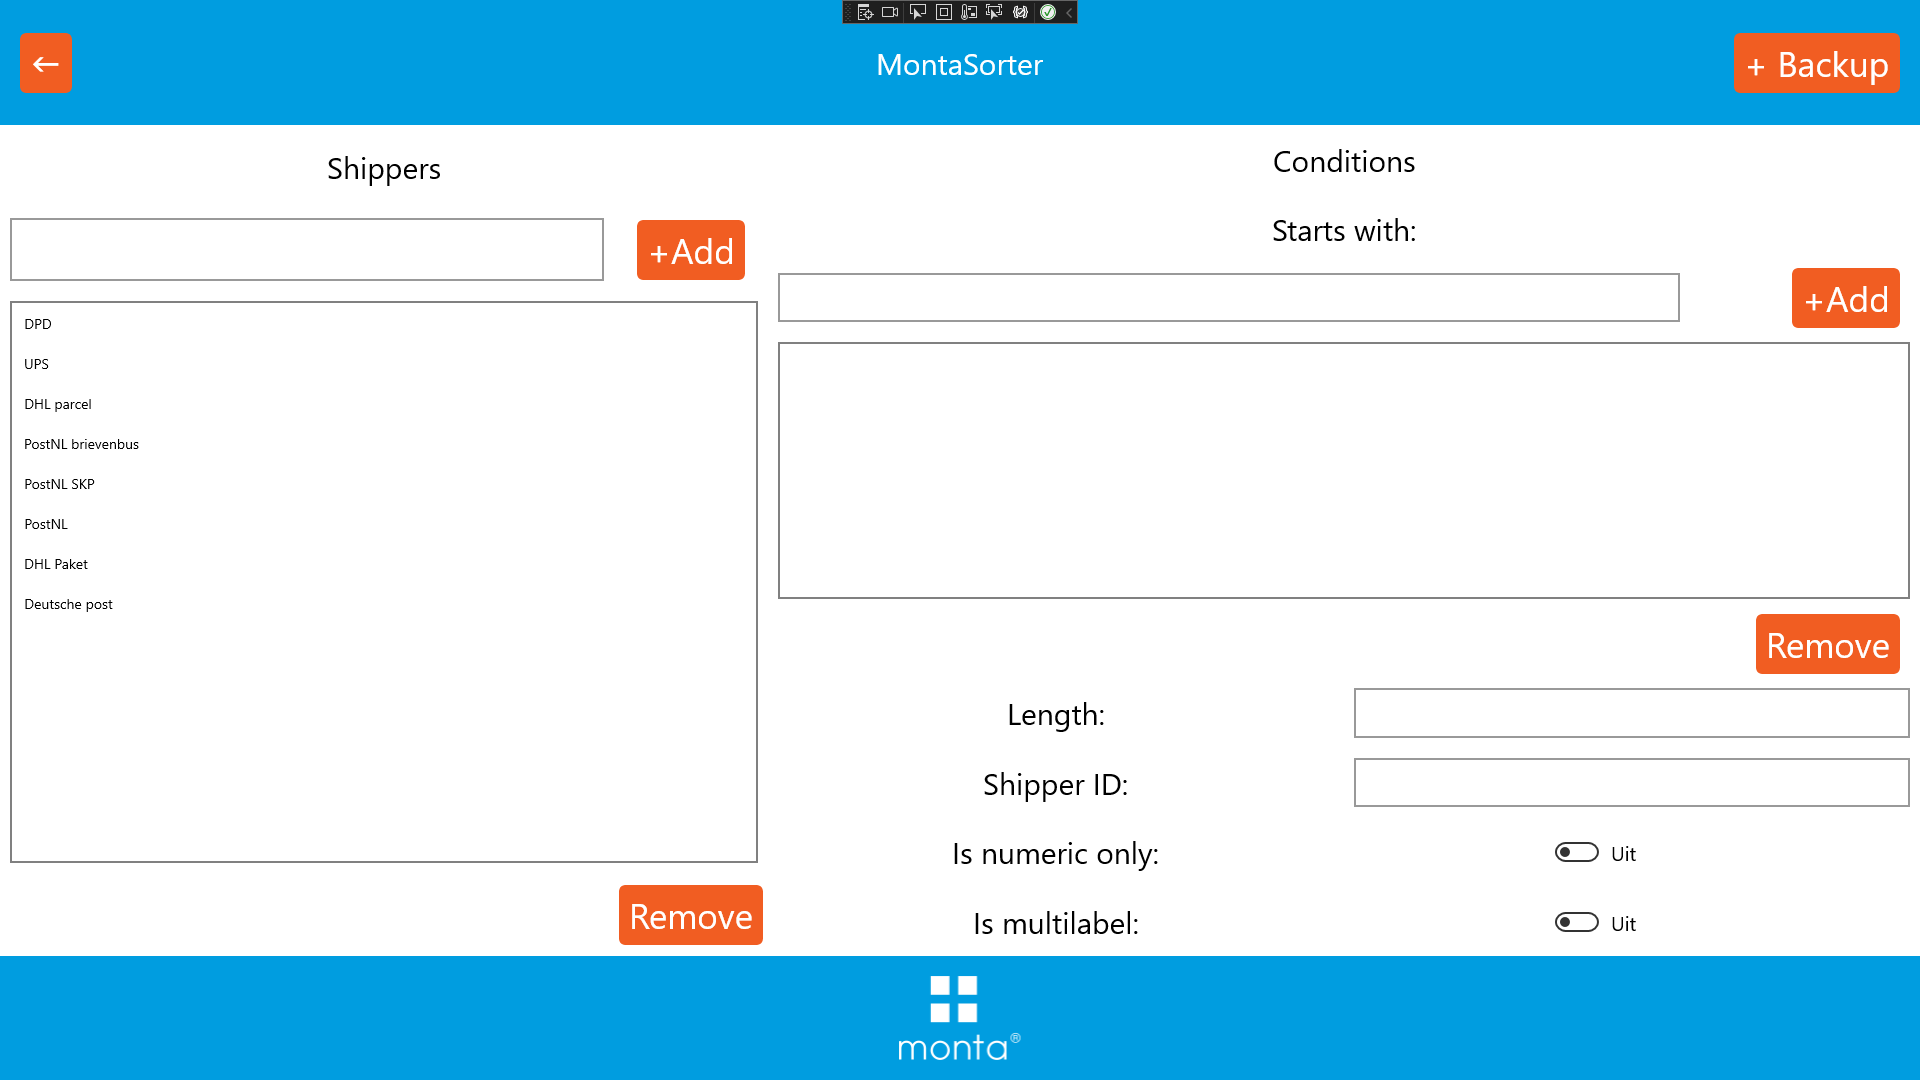 MontaSorter
+ Backup
Shippers
+Add
DPD
UPS
DHL parcel
PostNL brievenbus
PostNL SKP
PostNL
DHL Paket
Deutsche post
Remove
Conditions
Starts with:
+Add
Remove
Length:
Shipper ID:
Is numeric only:
Uit
Is multilabel:
Uit
monta®